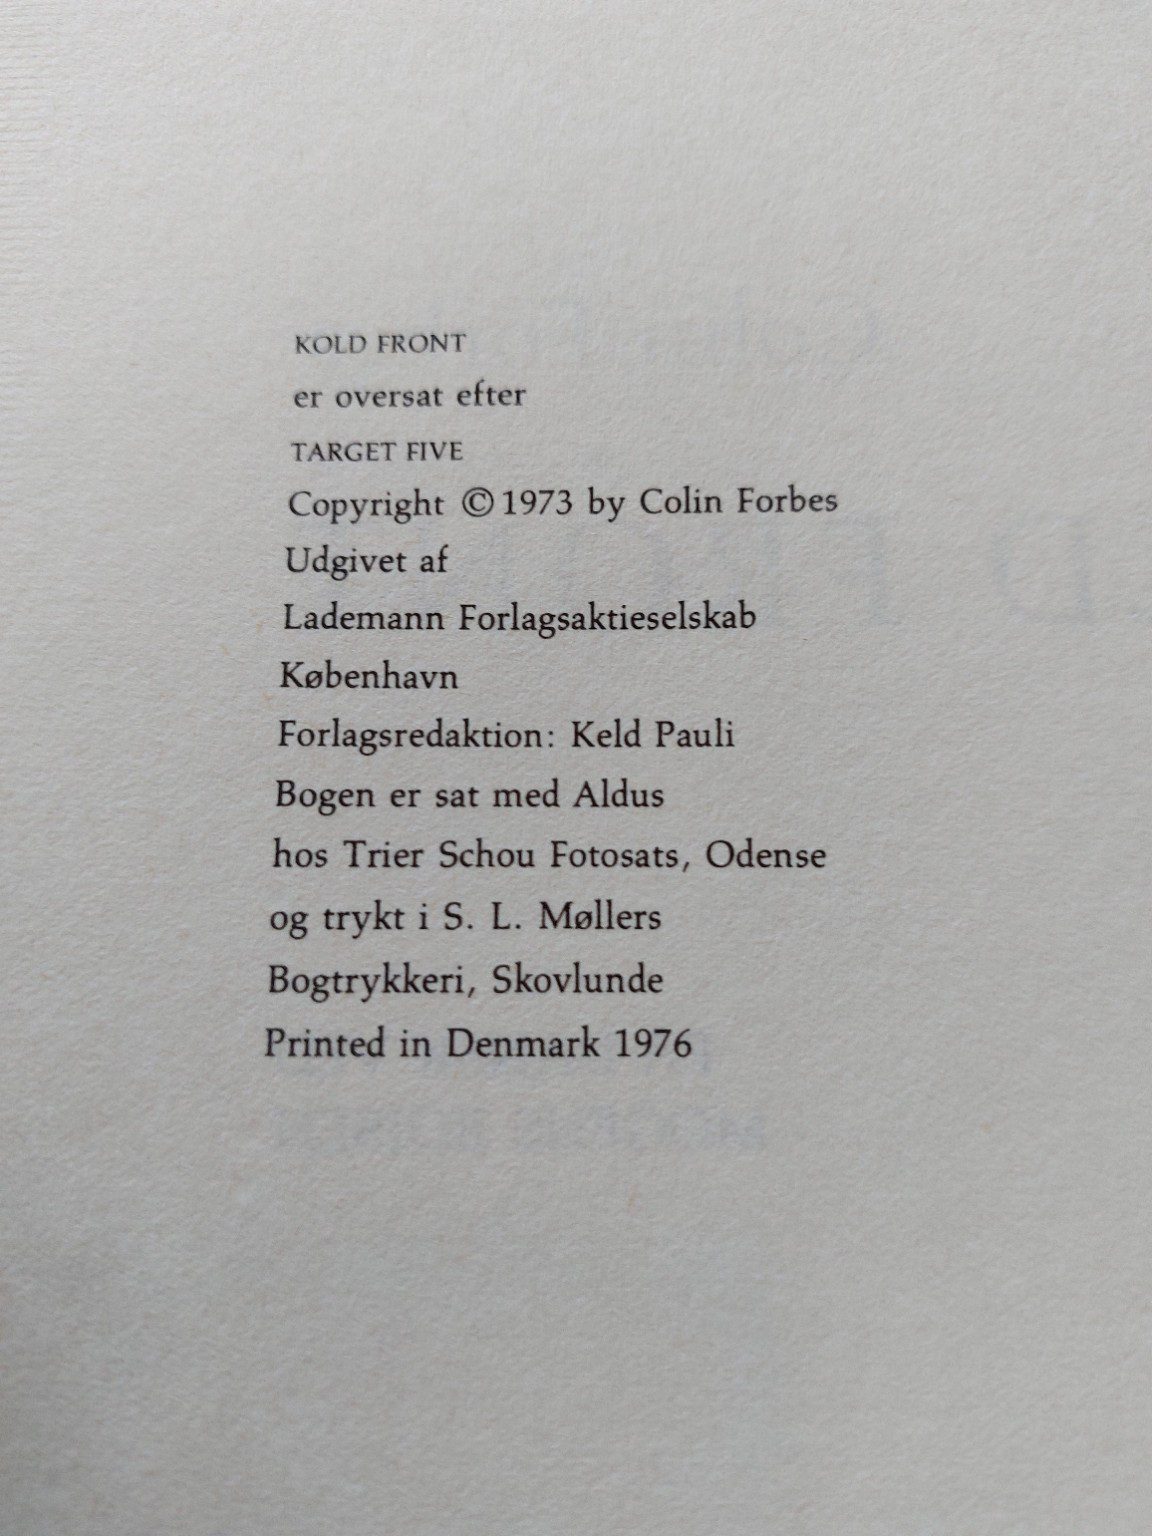 KOLD FRONT
er oversat efter
TARGET FIVE
Copyright © 1973 by Colin Forbes
Udgivet af
Lademann Forlagsaktieselskab
København
Forlagsredaktion: Keld Pauli
Bogen er sat med Aldus
hos Trier Schou Fotosats, Odense
og trykt i S. L. Møllers
Bogtrykkeri, Skovlunde
Printed in Denmark 1976